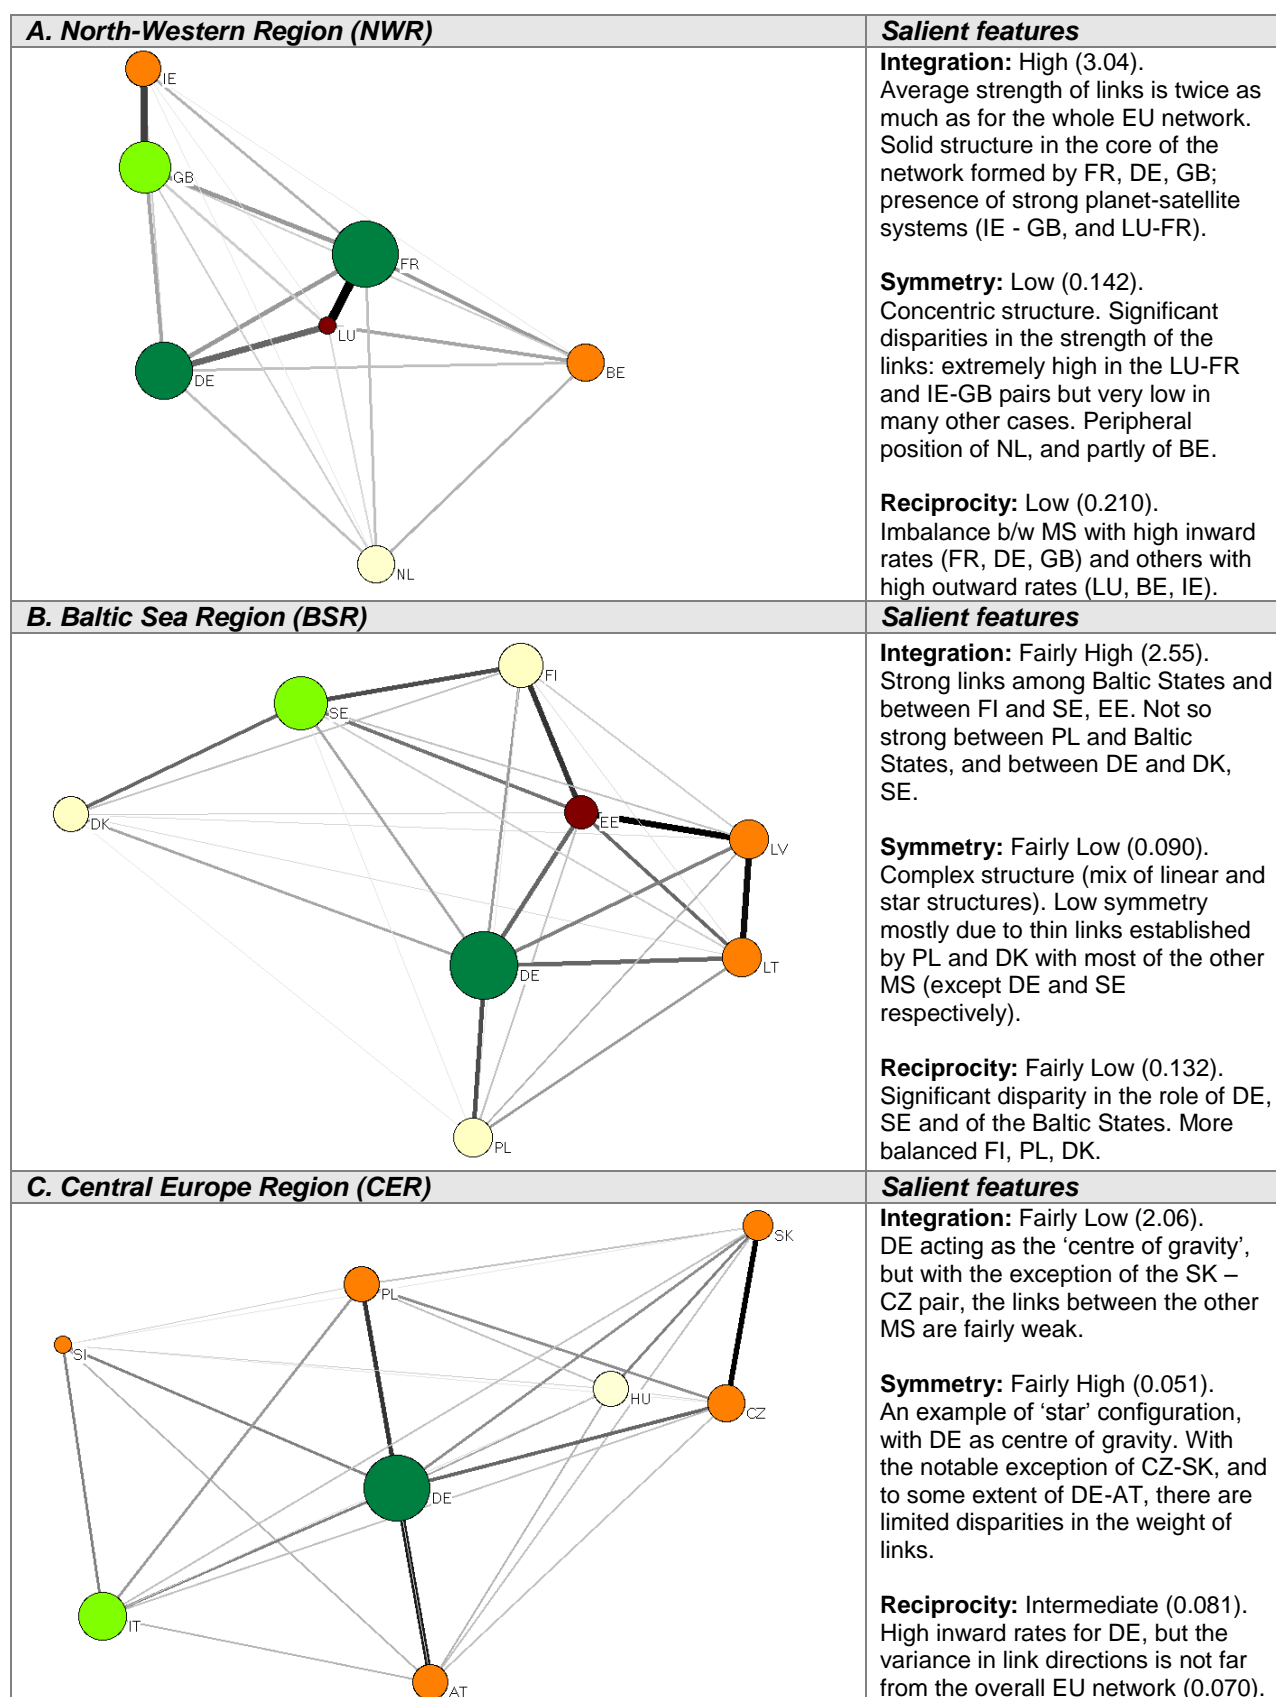 A. North-Western Region (NWR)
Salient features
IE
GB
FR
LU
DE
BE
NL
Integration: High (3.04).
Average strength of links is twice as
much as for the whole EU network.
Solid structure in the core of the
network formed by FR, DE, GB;
presence of strong planet-satellite
systems (IE - GB, and LU-FR).
Symmetry: Low (0.142).
Concentric structure. Significant
disparities in the strength of the
links: extremely high in the LU-FR
and IE-GB pairs but very low in
many other cases. Peripheral
position of NL, and partly of BE.
Reciprocity: Low (0.210).
Imbalance b/w MS with high inward
rates (FR, DE, GB) and others with
high outward rates (LU, BE, IE).
B. Baltic Sea Region (BSR)
Salient features
FI
SE
DK
EE
LV
DE
LT
PL
Integration: Fairly High (2.55).
Strong links among Baltic States and
between FI and SE, EE. Not so
strong between PL and Baltic
States, and between DE and DK,
SE.
Symmetry: Fairly Low (0.090).
Complex structure (mix of linear and
star structures). Low symmetry
mostly due to thin links established
by PL and DK with most of the other
MS (except DE and SE
respectively).
Reciprocity: Fairly Low (0.132).
Significant disparity in the role of DE,
SE and of the Baltic States. More
balanced FI, PL, DK.
C. Central Europe Region (CER)
Salient features
SK
PL
SI
HU
CZ
DE
IT
AT
Integration: Fairly Low (2.06).
DE acting as the ‘centre of gravity’,
but with the exception of the SK –
CZ pair, the links between the other
MS are fairly weak.
Symmetry: Fairly High (0.051).
An example of ‘star’ configuration,
with DE as centre of gravity. With
the notable exception of CZ-SK, and
to some extent of DE-AT, there are
limited disparities in the weight of
links.
Reciprocity: Intermediate (0.081).
High inward rates for DE, but the
variance in link directions is not far
from the overall EU network (0.070).